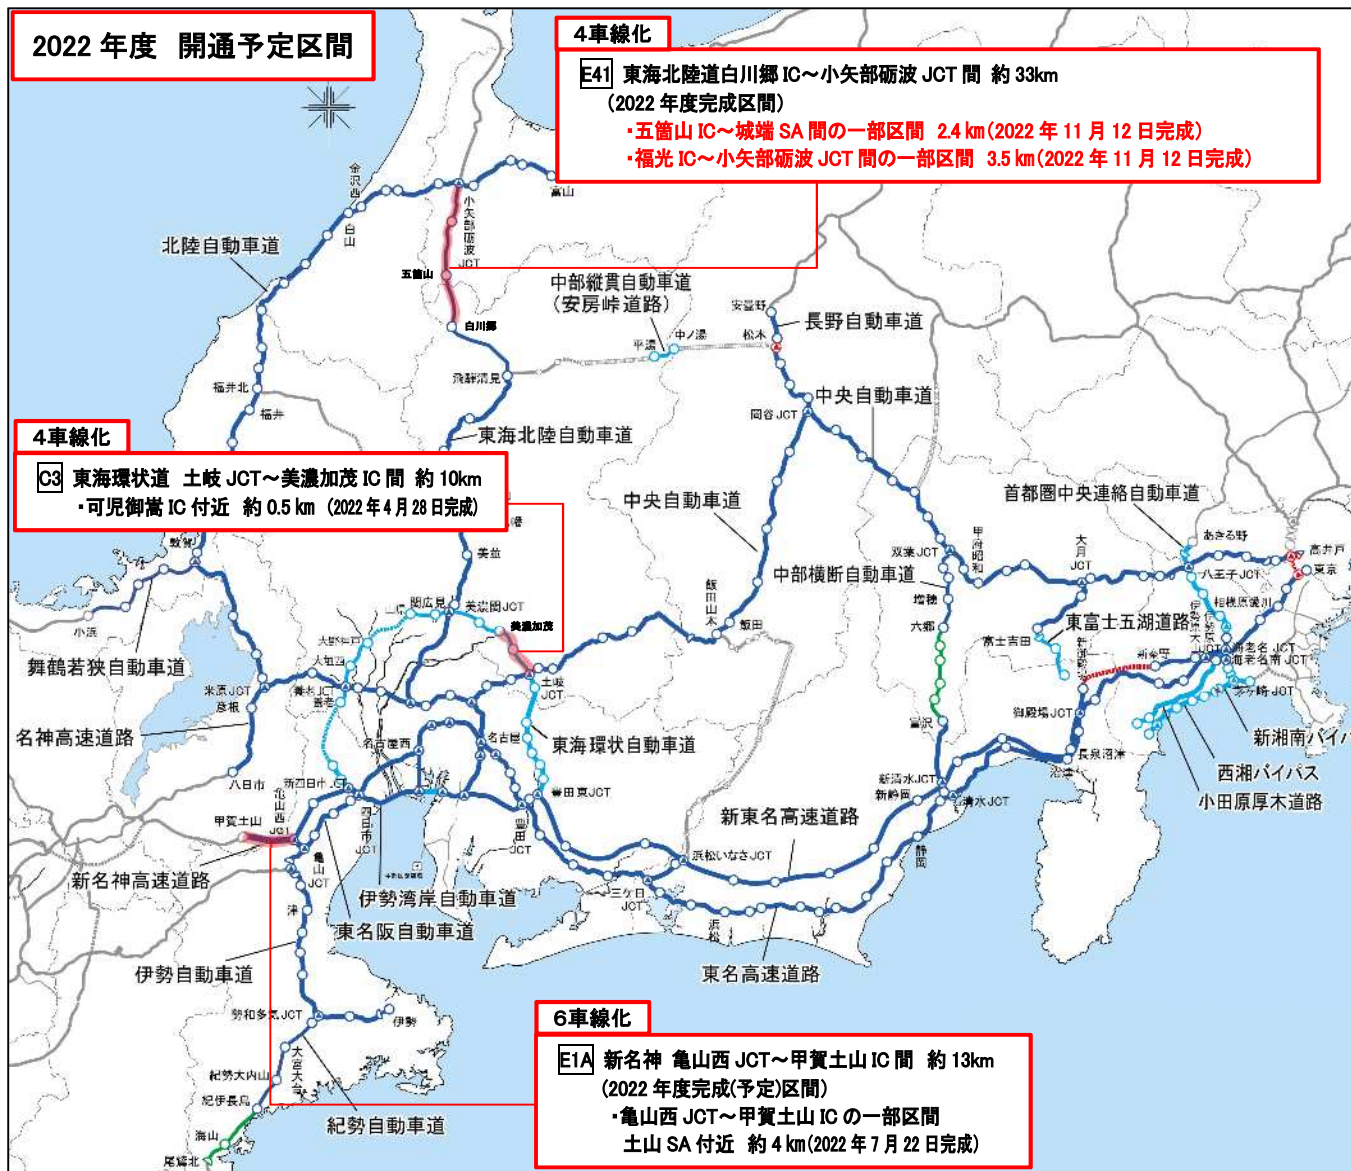 2022 年度 開通予定区間
4車線化
E41 東海北陸道白川郷 IC～小矢部砺波 JCT 間 約 33km
(2022 年度完成区間)
・五箇山 IC～城端 SA 間の一部区間 2.4 km(2022 年 11 月 12 日完成)
・福光 IC～小矢部砺波 JCT 間の一部区間 3.5 km(2022 年 11 月 12 日完成)
金沢西
白山
小矢部砺波JCT
富山
北陸自動車道
五箇山
白川郷
中部縦貫自動車道
(安房峠道路)
平湯
中ノ湯
安曇野
松本
長野自動車道
飛騨清見
福井北
福井
岡谷JCT
中央自動車道
東海北陸自動車道
4車線化
C3 東海環状道 土岐 JCT～美濃加茂 IC 間 約 10km
・可児御嵩 IC 付近 約 0.5 km (2022 年 4 月 28 日完成)
中央自動車道
首都圏中央連絡自動車道
敦賀
美並
双葉JCT
甲府昭和
大月JCT
あきる野
高井戸
東京
八王子JCT
相模原愛川
中部横断自動車道
増穂
六郷
小浜
山県
関広見
美濃関JCT
美濃加茂
飯田山本
飯田
富士吉田
東富士五湖道路
新御殿場
新秦野
伊勢原大山
伊勢原JCT
海老名 JCT
海老名南 JCT
舞鶴若狭自動車道
大野神戸
大垣西
養老JCT
養老
土岐JCT
米原JCT
彦根
富沢
御殿場JCT
茅ヶ崎JCT
名神高速道路
名古屋西
名古屋
東海環状自動車道
長泉沼津
沼津
新湘南バイパ
西湘バイパス
小田原厚木道路
八日市
新四日市JCT
豊田東JCT
新清水JCT
新静岡
清水JCT
甲賀土山
亀山西JCT
四日市JCT
豊田JCT
新東名高速道路
静岡
新名神高速道路
亀山JCT
伊勢湾岸自動車道
浜松いなさJCT
三ケ日JCT
津
東名阪自動車道
浜松
東名高速道路
伊勢自動車道
勢和多気JCT
伊勢
大宮大台
紀勢大内山
紀伊長島
紀勢自動車道
海山
尾鷲北
6車線化
E1A 新名神 亀山西 JCT～甲賀土山 IC 間 約 13km
(2022 年度完成(予定)区間)
・亀山西 JCT～甲賀土山 IC の一部区間
土山 SA 付近 約 4 km(2022 年 7 月 22 日完成)